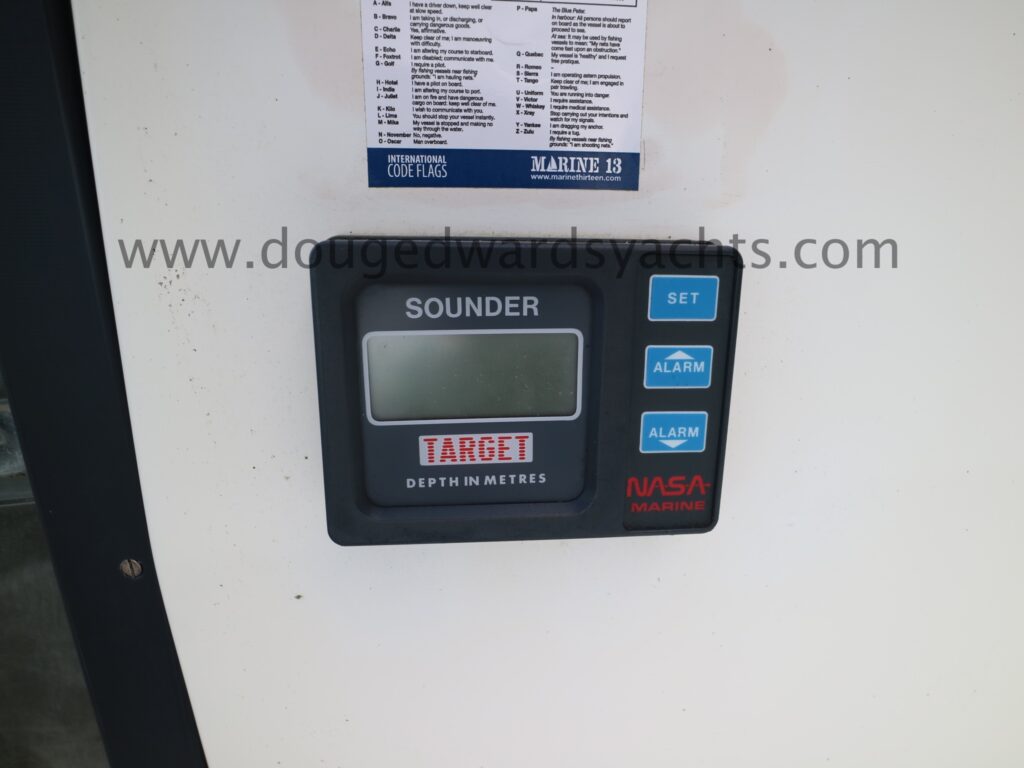 A - Alfa I have a driver down, keep well clear
at slow speed.
B - Bravo I am taking in, or discharging, or
carrying dangerous goods.
C - Charlie Yes, affirmative.
D - Delta Keep clear of me; I am manoeuvring
with difficulty.
E - Echo I am altering my course to starboard.
F - Foxtrot I am disabled; communicate with me.
G - Golf I require a pilot.
By fishing vessels near fishing
grounds: "I am hauling nets."
H - Hotel I have a pilot on board.
I - India I am altering my course to port.
J - Juliet I am on fire and have dangerous
cargo on board: keep well clear of me.
K - Kilo I wish to communicate with you.
L - Lima You should stop your vessel instantly.
M - Mike My vessel is stopped and making no
way through the water.
N - November No, negative.
O - Oscar Man overboard.
P - Papa The Blue Peter.
In harbour: All persons should report
on board as the vessel is about to
proceed to sea.
At sea: It may be used by fishing
vessels to mean: "My nets have
come fast upon an obstruction."
Q - Quebec My vessel is 'healthy' and I request
free pratique.
R - Romeo –
S - Sierra I am operating astern propulsion.
T - Tango Keep clear of me; I am engaged in
pair trawling.
U - Uniform You are running into danger.
V - Victor I require assistance.
W - Whiskey I require medical assistance.
X - Xray Stop carrying out your intentions and
watch for my signals.
Y - Yankee I am dragging my anchor.
Z - Zulu I require a tug.
By fishing vessels near fishing
grounds: "I am shooting nets."
INTERNATIONAL
CODE FLAGS
MARINE 13
www.marinethirteen.com
www.dougedwardsyachts.com
SOUNDER
TARGET
DEPTH IN METRES
SET
ALARM
ALARM
NASA
MARINE